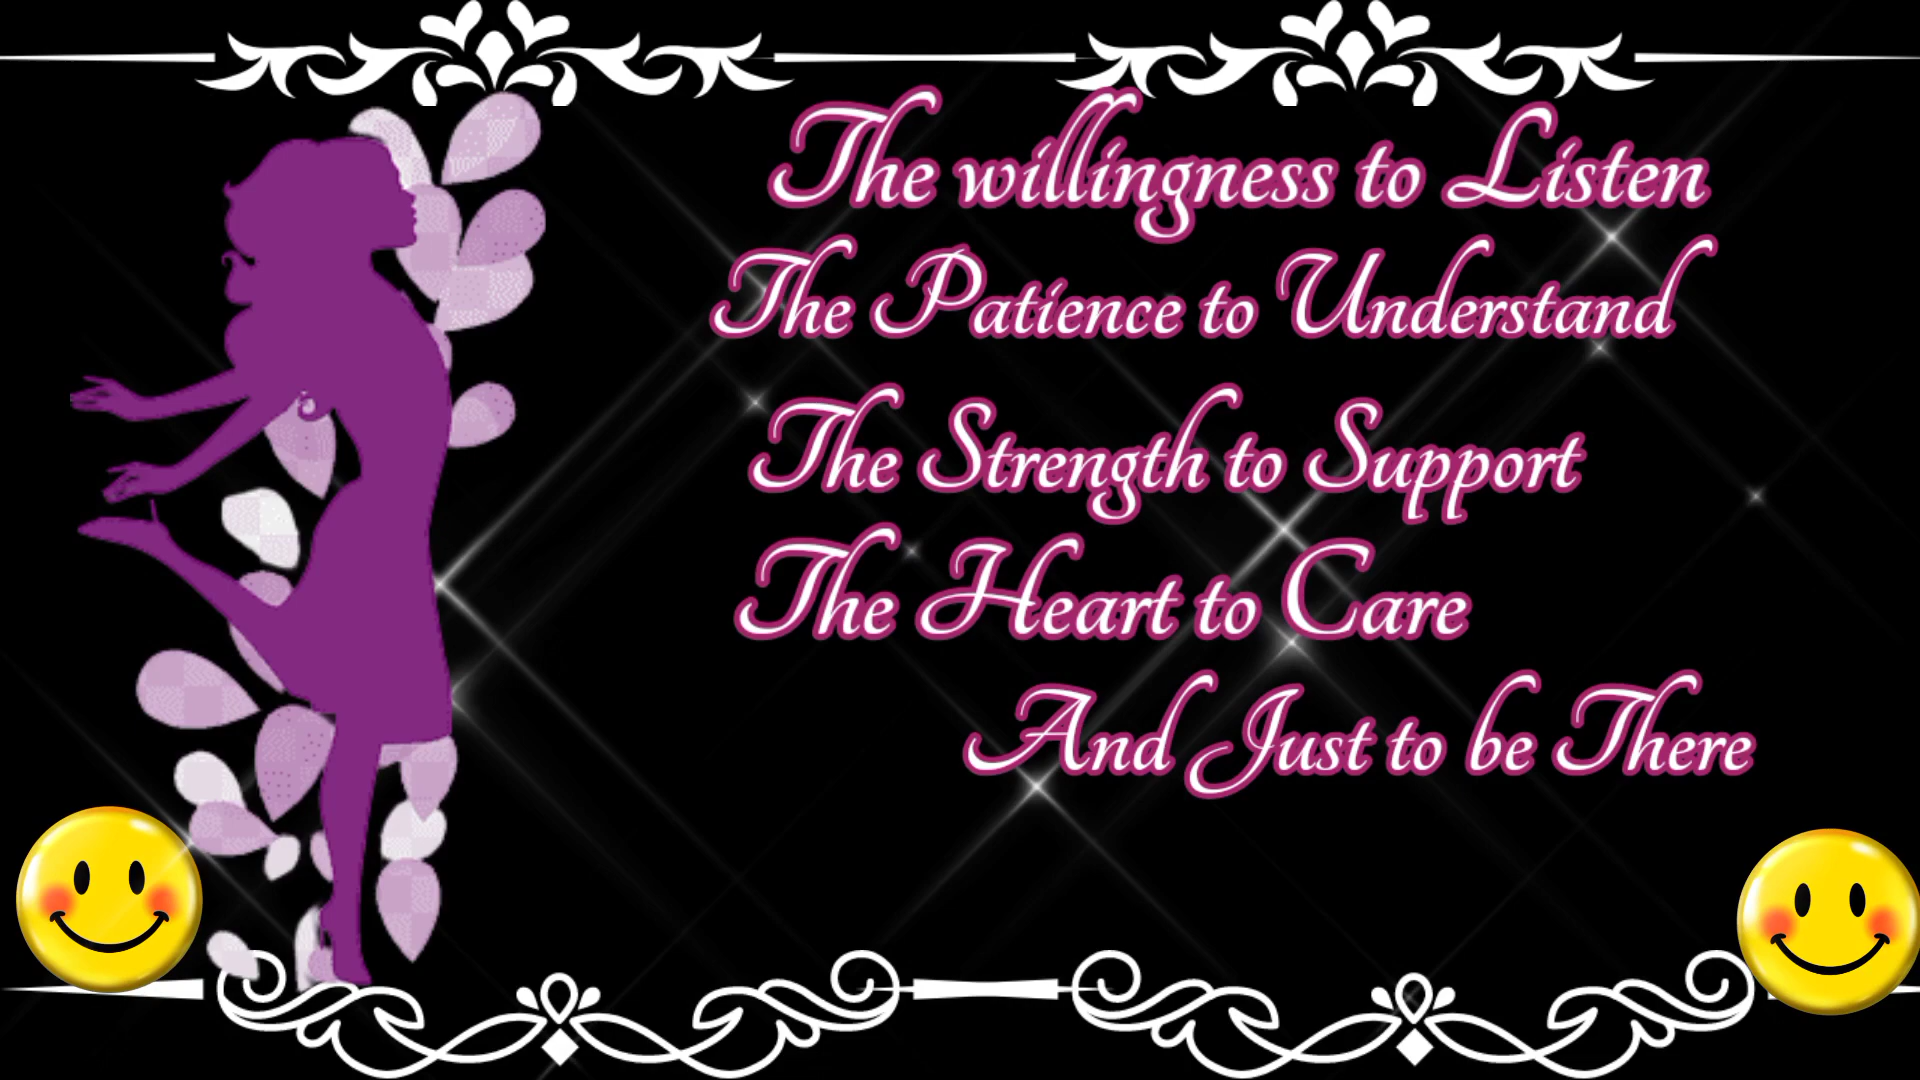 The willingness to Listen
The Patience to Understand
The Strength to Support
The Heart to Care
And Just to be There